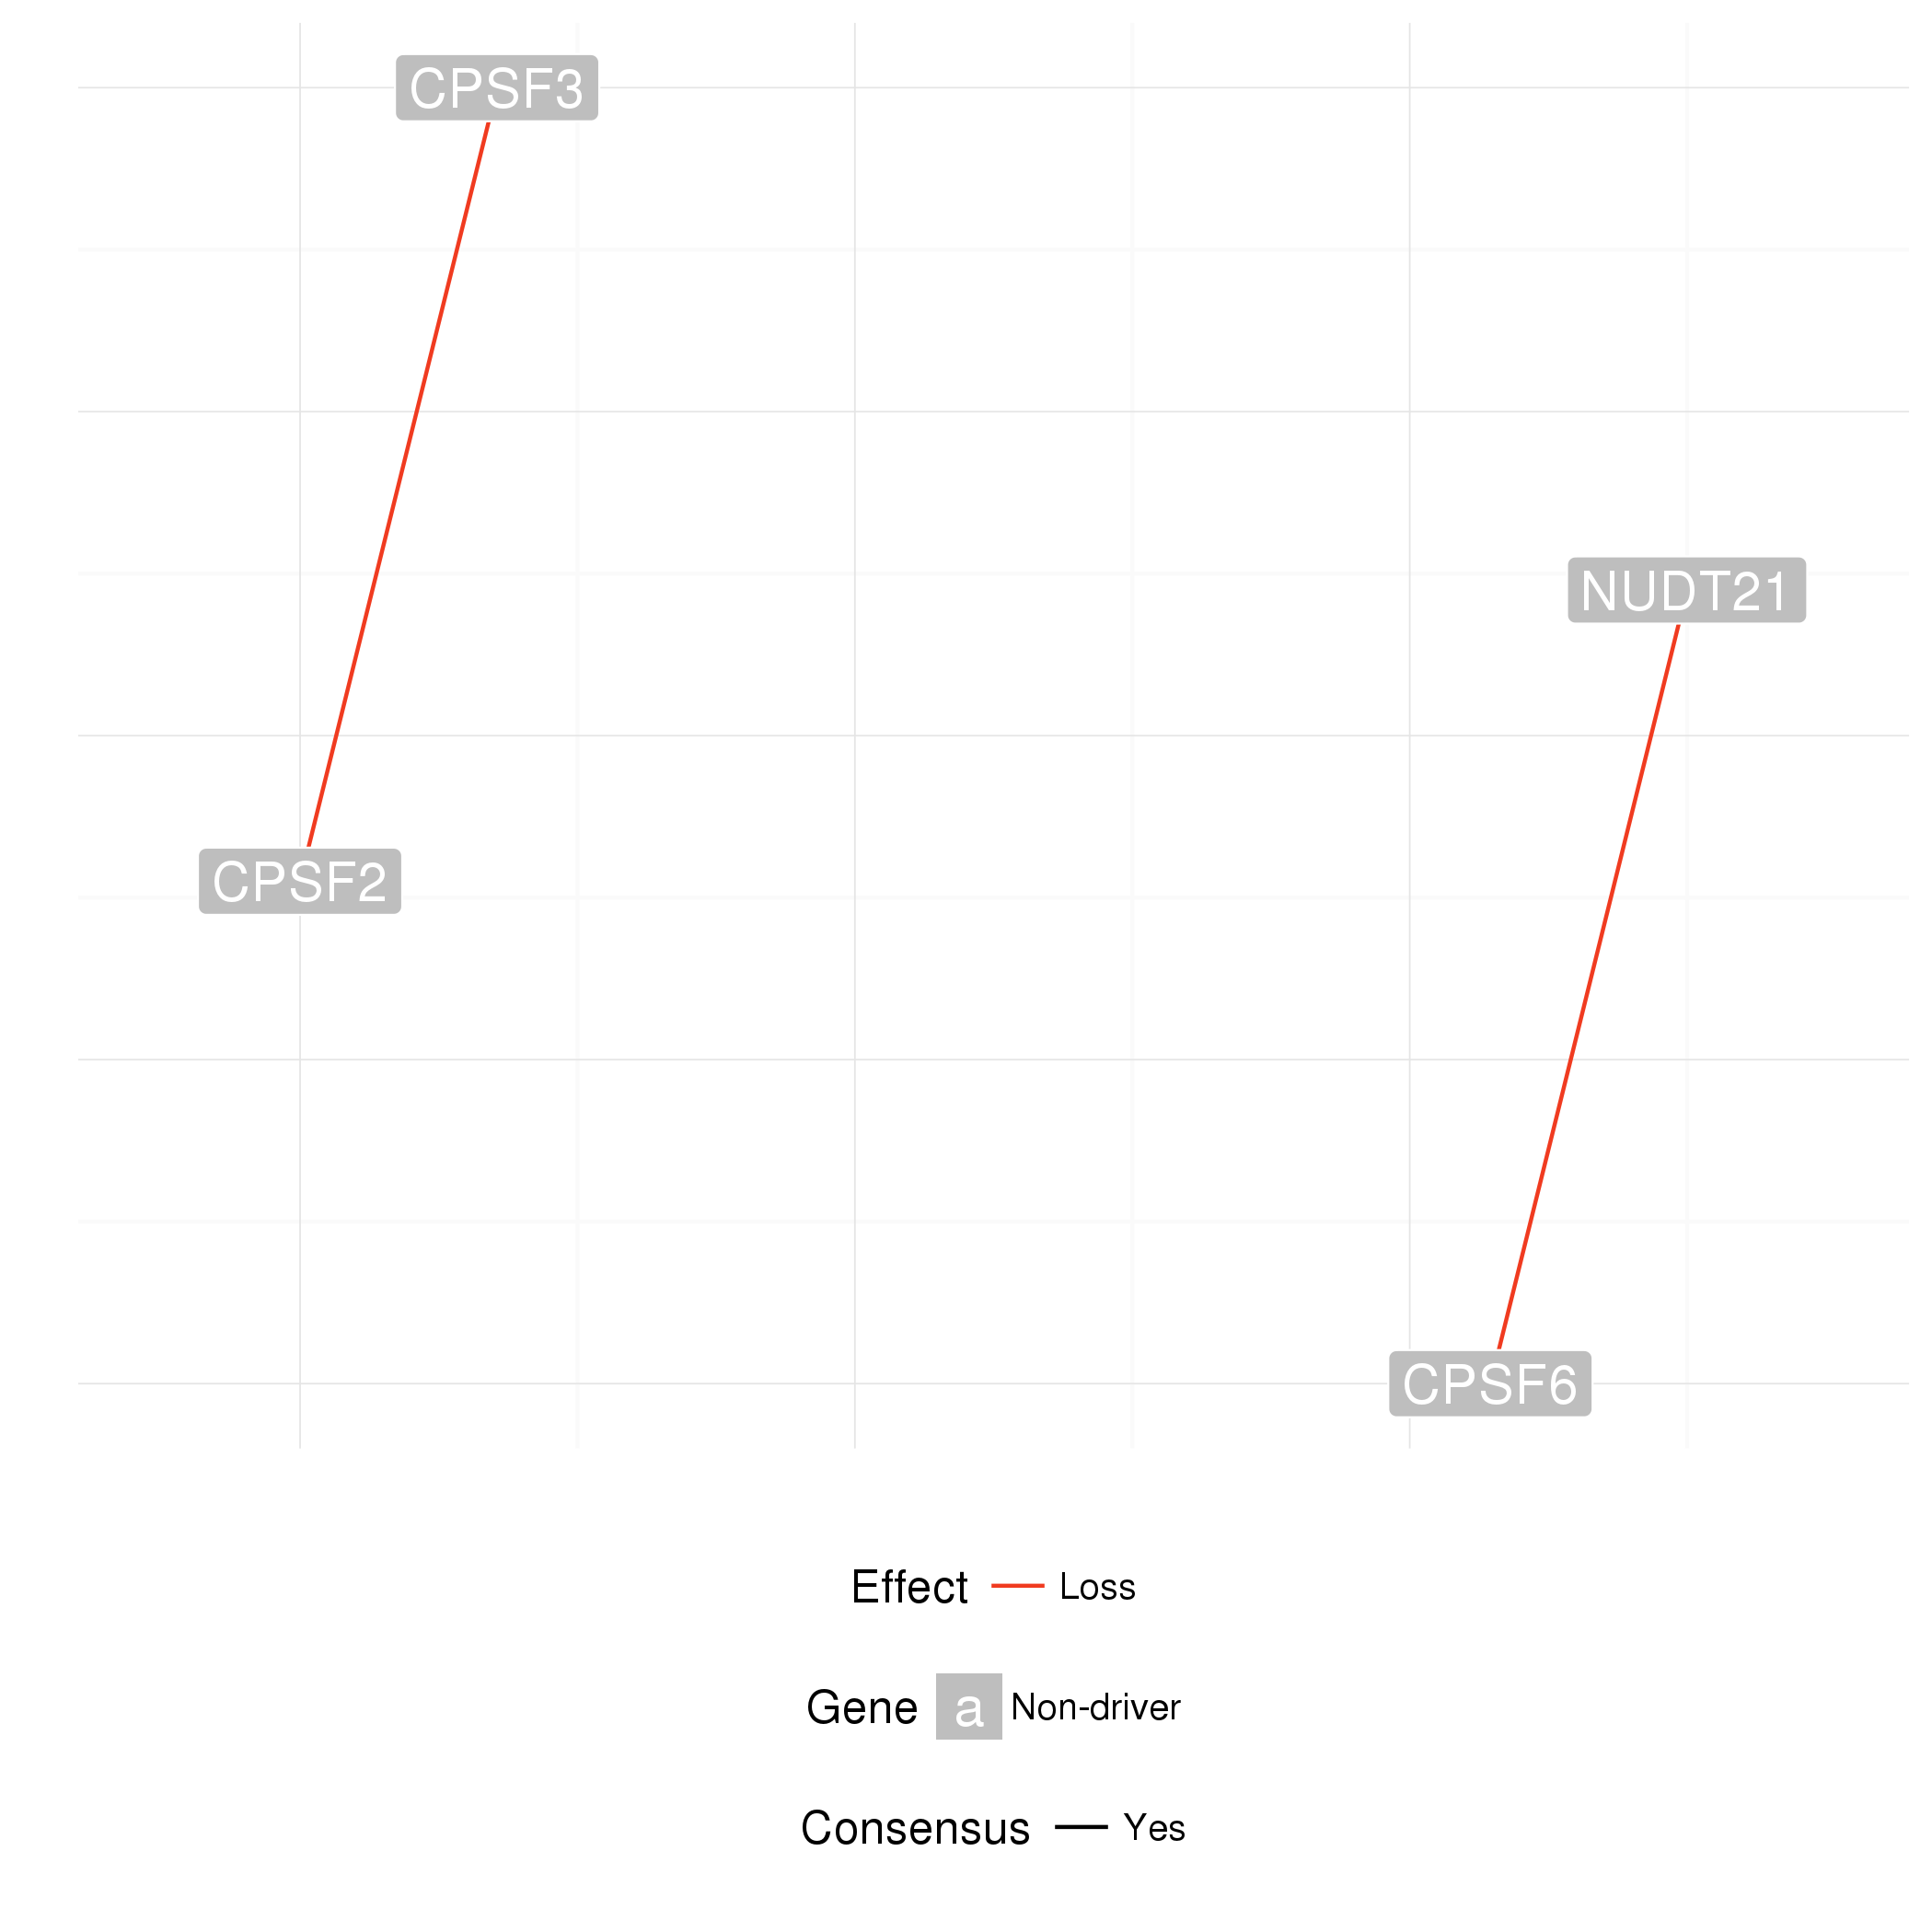 CPSF3
NUDT21
CPSF2
CPSF6
Effect Loss
Gene a Non-driver
Consensus Yes